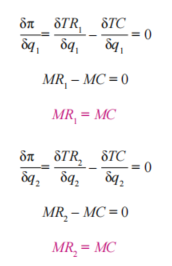 δπ/δq₁ = δTR₁/δq₁ − δTC/δq₁ = 0
MR₁ − MC = 0
MR₁ = MC
δπ/δq₂ = δTR₂/δq₂ − δTC/δq₂ = 0
MR₂ − MC = 0
MR₂ = MC